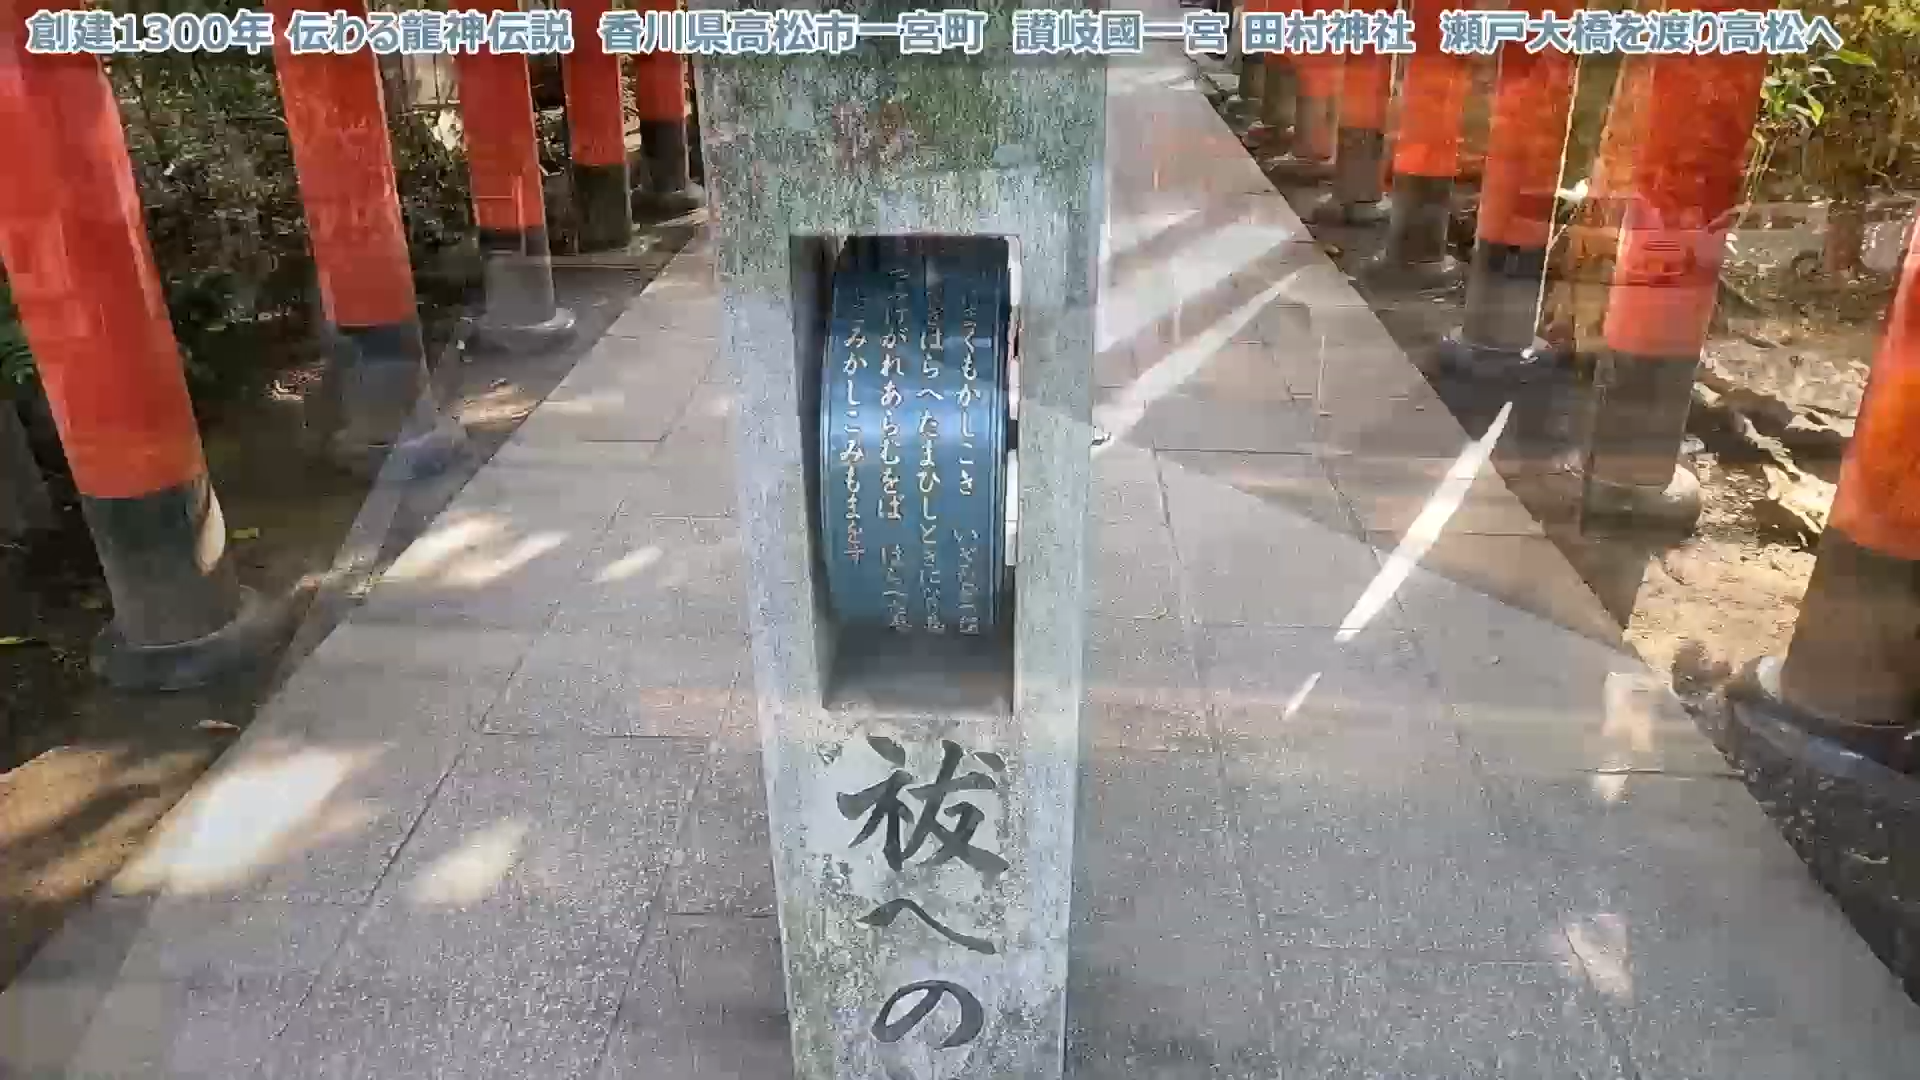 創建1300年 伝わる龍神伝説 香川県高松市一宮町 讃岐國一宮 田村神社 瀬戸大橋を渡り高松へ
くもかしこき
はらへたまひしときに
けがれあらむをば
みかしこみもまをす
祓への